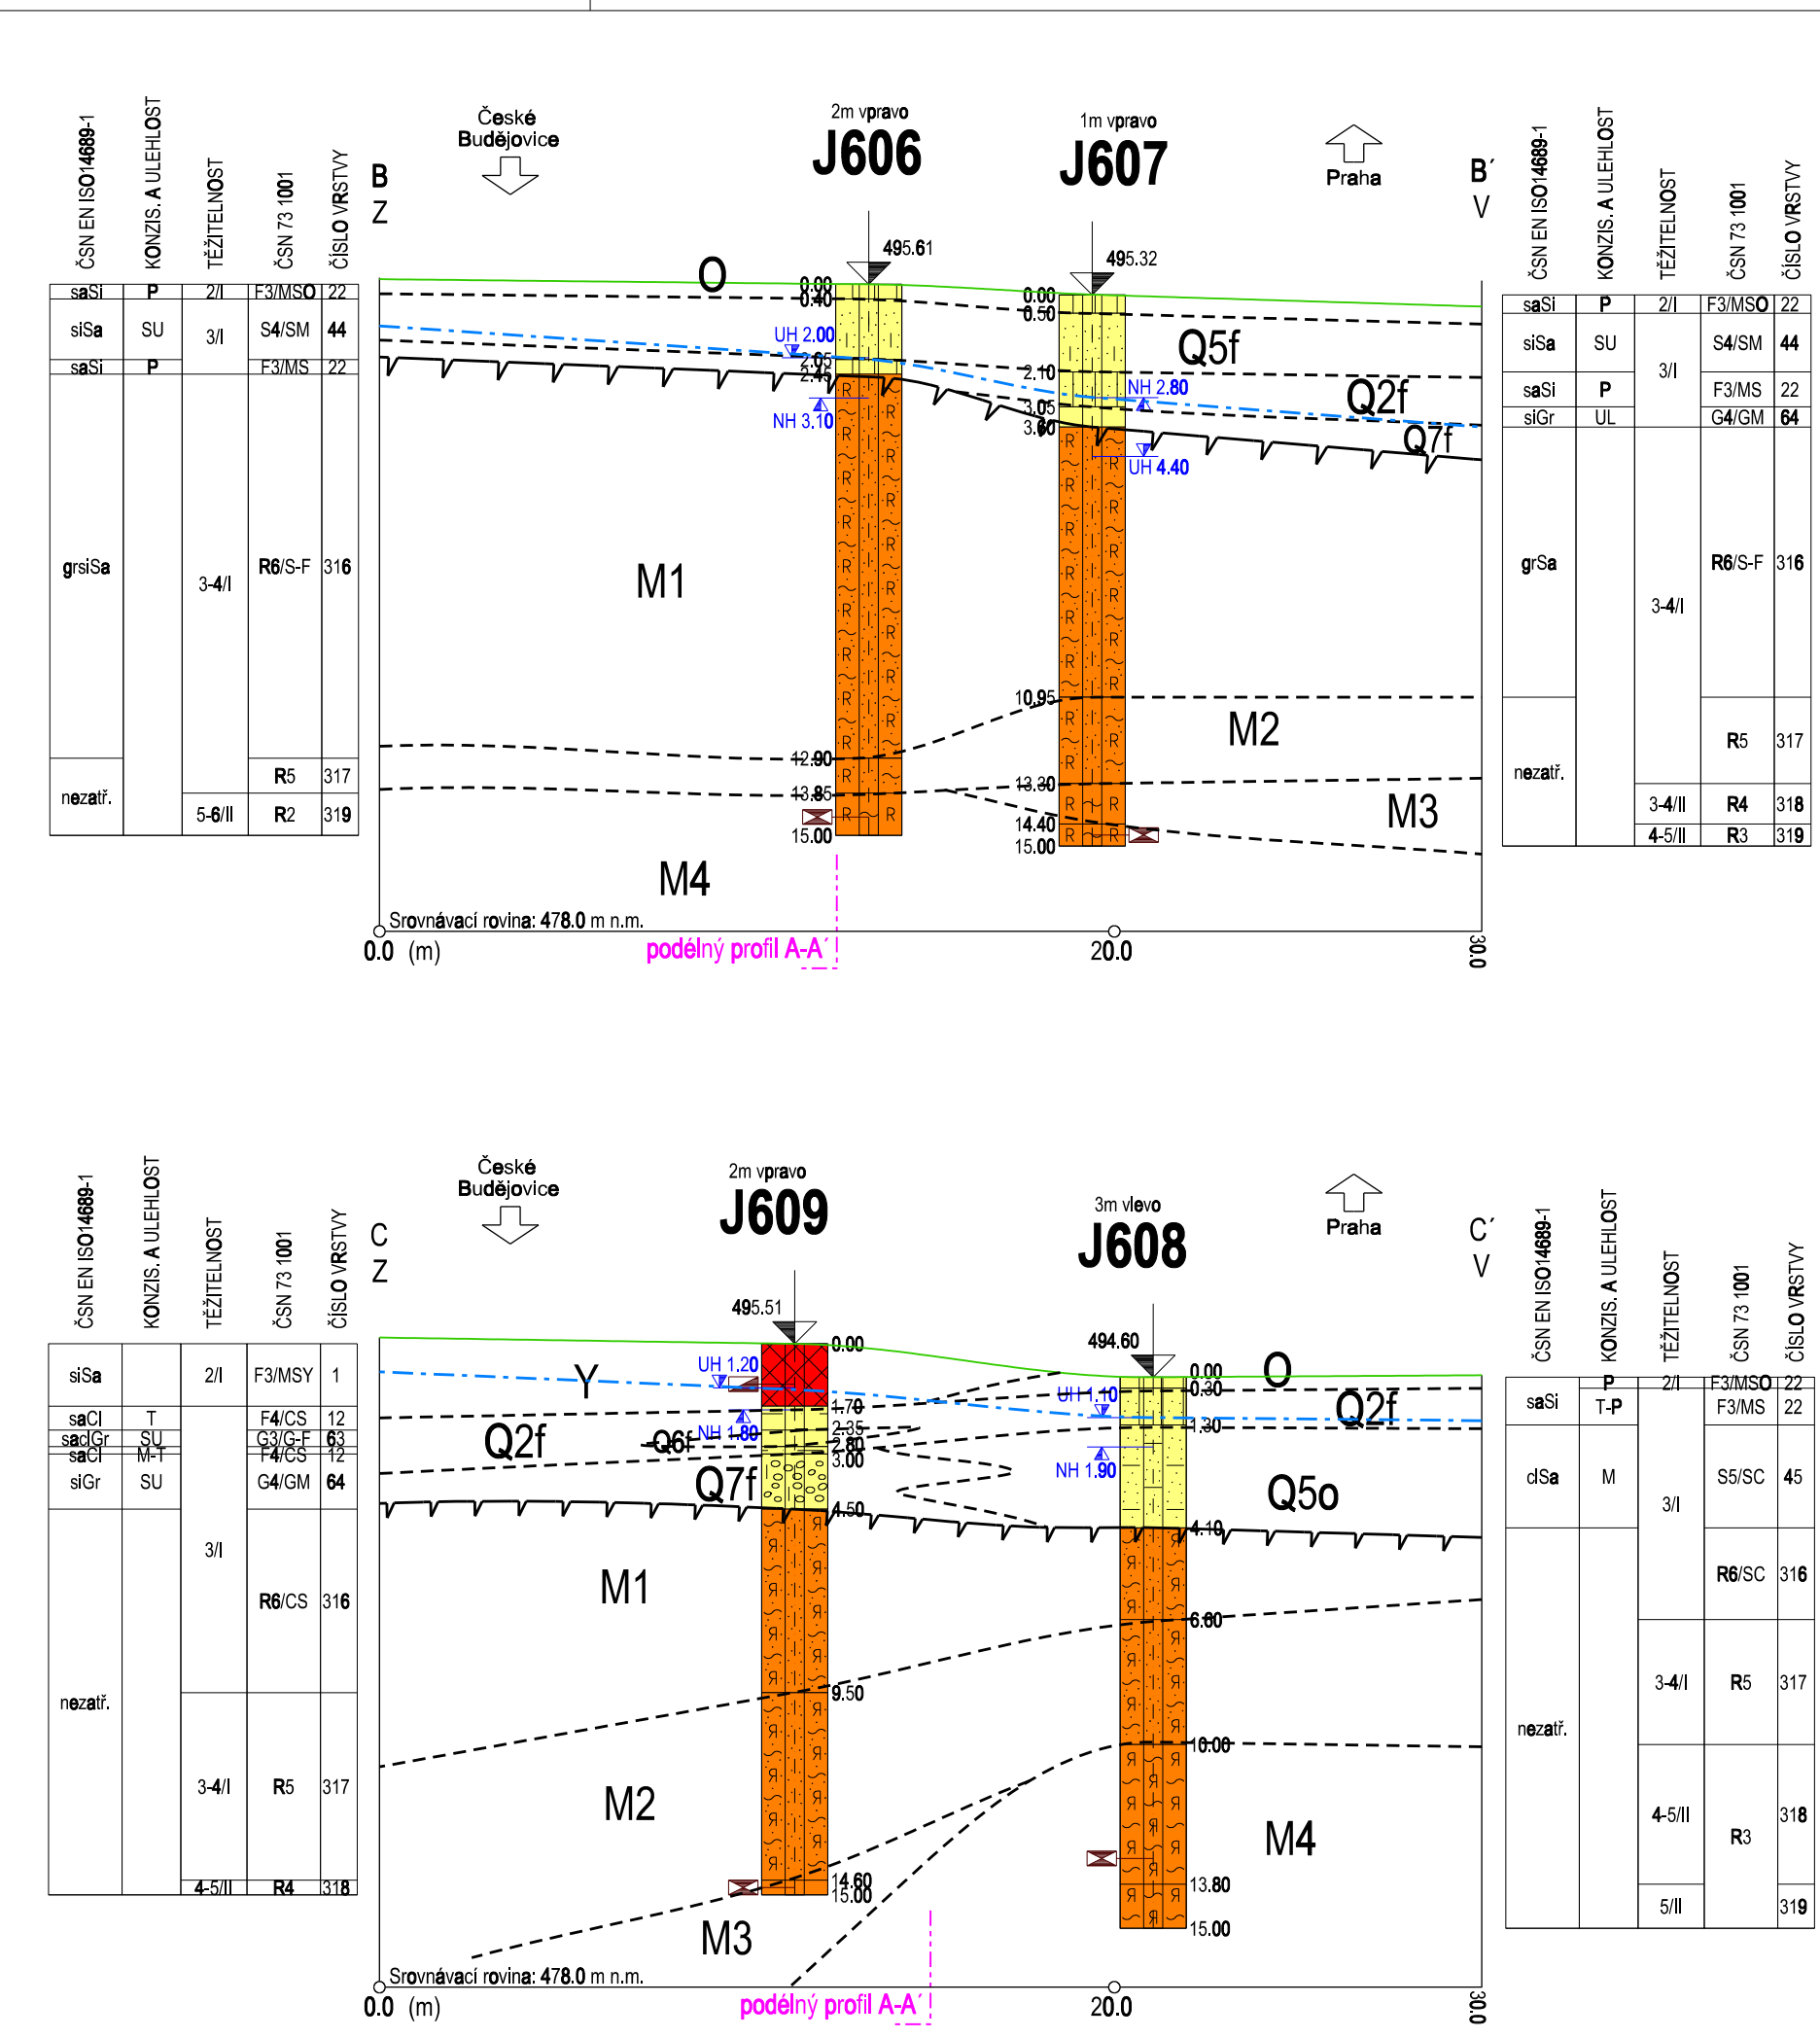 ČSN EN ISO14689-1
KONZIS. A ULEHLOST
TĚŽITELNOST
ČSN 73 1001
ČÍSLO VRSTVY
B
Z
České
Budějovice
2m vpravo
J606
1m vpravo
J607
Praha
B´
V
ČSN EN ISO14689-1
KONZIS. A ULEHLOST
TĚŽITELNOST
ČSN 73 1001
ČÍSLO VRSTVY
495.61
495.32
saSi P 2/I F3/MSO 22
siSa SU 3/I S4/SM 44
saSi P F3/MS 22
grsiSa 3-4/I R6/S-F 316
nezatř. R5 317
5-6/II R2 319
O
0.00
0.40
UH 2.00
2.05
2.45
NH 3.10
12.90
13.85
15.00
0.00
0.50
2.10
3.05
3.60
NH 2.80
UH 4.40
10.95
13.30
14.40
15.00
Q5f
Q2f
Q7f
M1
M2
M3
M4
saSi P 2/I F3/MSO 22
siSa SU 3/I S4/SM 44
saSi P F3/MS 22
siGr UL G4/GM 64
grSa 3-4/I R6/S-F 316
nezatř. R5 317
3-4/II R4 318
4-5/II R3 319
Srovnávací rovina: 478.0 m n.m.
0.0 (m)
podélný profil A-A´
20.0
30.0
ČSN EN ISO14689-1
KONZIS. A ULEHLOST
TĚŽITELNOST
ČSN 73 1001
ČÍSLO VRSTVY
C
Z
České
Budějovice
2m vpravo
J609
3m vlevo
J608
Praha
C´
V
ČSN EN ISO14689-1
KONZIS. A ULEHLOST
TĚŽITELNOST
ČSN 73 1001
ČÍSLO VRSTVY
495.51
494.60
siSa 2/I F3/MSY 1
saCl T F4/CS 12
saclGr SU G3/G-F 63
saCl M-T F4/CS 12
siGr SU G4/GM 64
3/I
R6/CS 316
nezatř.
3-4/I R5 317
4-5/II R4 318
0.00
UH 1.20
1.70
NH 1.80
2.35
2.80
3.00
4.50
9.50
14.60
15.00
0.00
0.30
UH 1.10
1.30
NH 1.90
4.10
6.60
10.00
13.80
15.00
Y
O
Q2f
Q6f
Q7f
Q2f
Q5o
M1
M2
M3
M4
saSi P 2/I F3/MSO 22
T-P F3/MS 22
clSa M 3/I S5/SC 45
R6/SC 316
nezatř. 3-4/I R5 317
4-5/II R3 318
5/II 319
Srovnávací rovina: 478.0 m n.m.
0.0 (m)
podélný profil A-A´
20.0
30.0